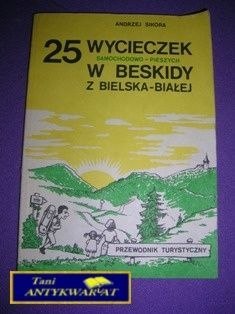 ANDRZEJ SIKORA
25 WYCIECZEK
SAMOCHODOWO - PIESZYCH
W BESKIDY
Z BIELSKA-BIAŁEJ
PRZEWODNIK TURYSTYCZNY
Tani
ANTYKWARIAT